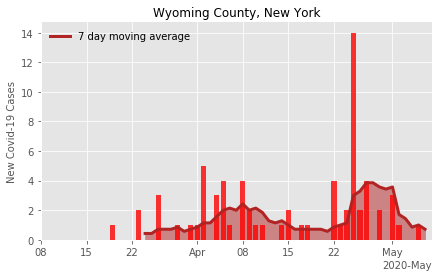 Wyoming County, New York
7 day moving average
New Covid-19 Cases
14
12
10
8
6
4
2
0
08 15 22 Apr 08 15 22 May
2020-May